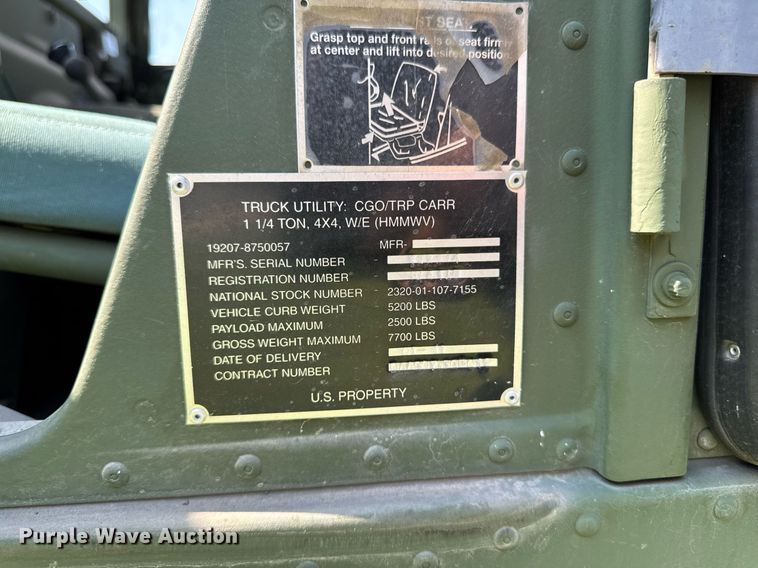 ST SEA
Grasp top and front rails of seat firmly
at center and lift into desired position.
TRUCK UTILITY: CGO/TRP CARR
1 1/4 TON, 4X4, W/E (HMMWV)
19207-8750057 MFR-
MFR'S. SERIAL NUMBER -
REGISTRATION NUMBER -
NATIONAL STOCK NUMBER - 2320-01-107-7155
VEHICLE CURB WEIGHT 5200 LBS
PAYLOAD MAXIMUM 2500 LBS
GROSS WEIGHT MAXIMUM 7700 LBS
DATE OF DELIVERY
CONTRACT NUMBER
U.S. PROPERTY
Purple Wave Auction